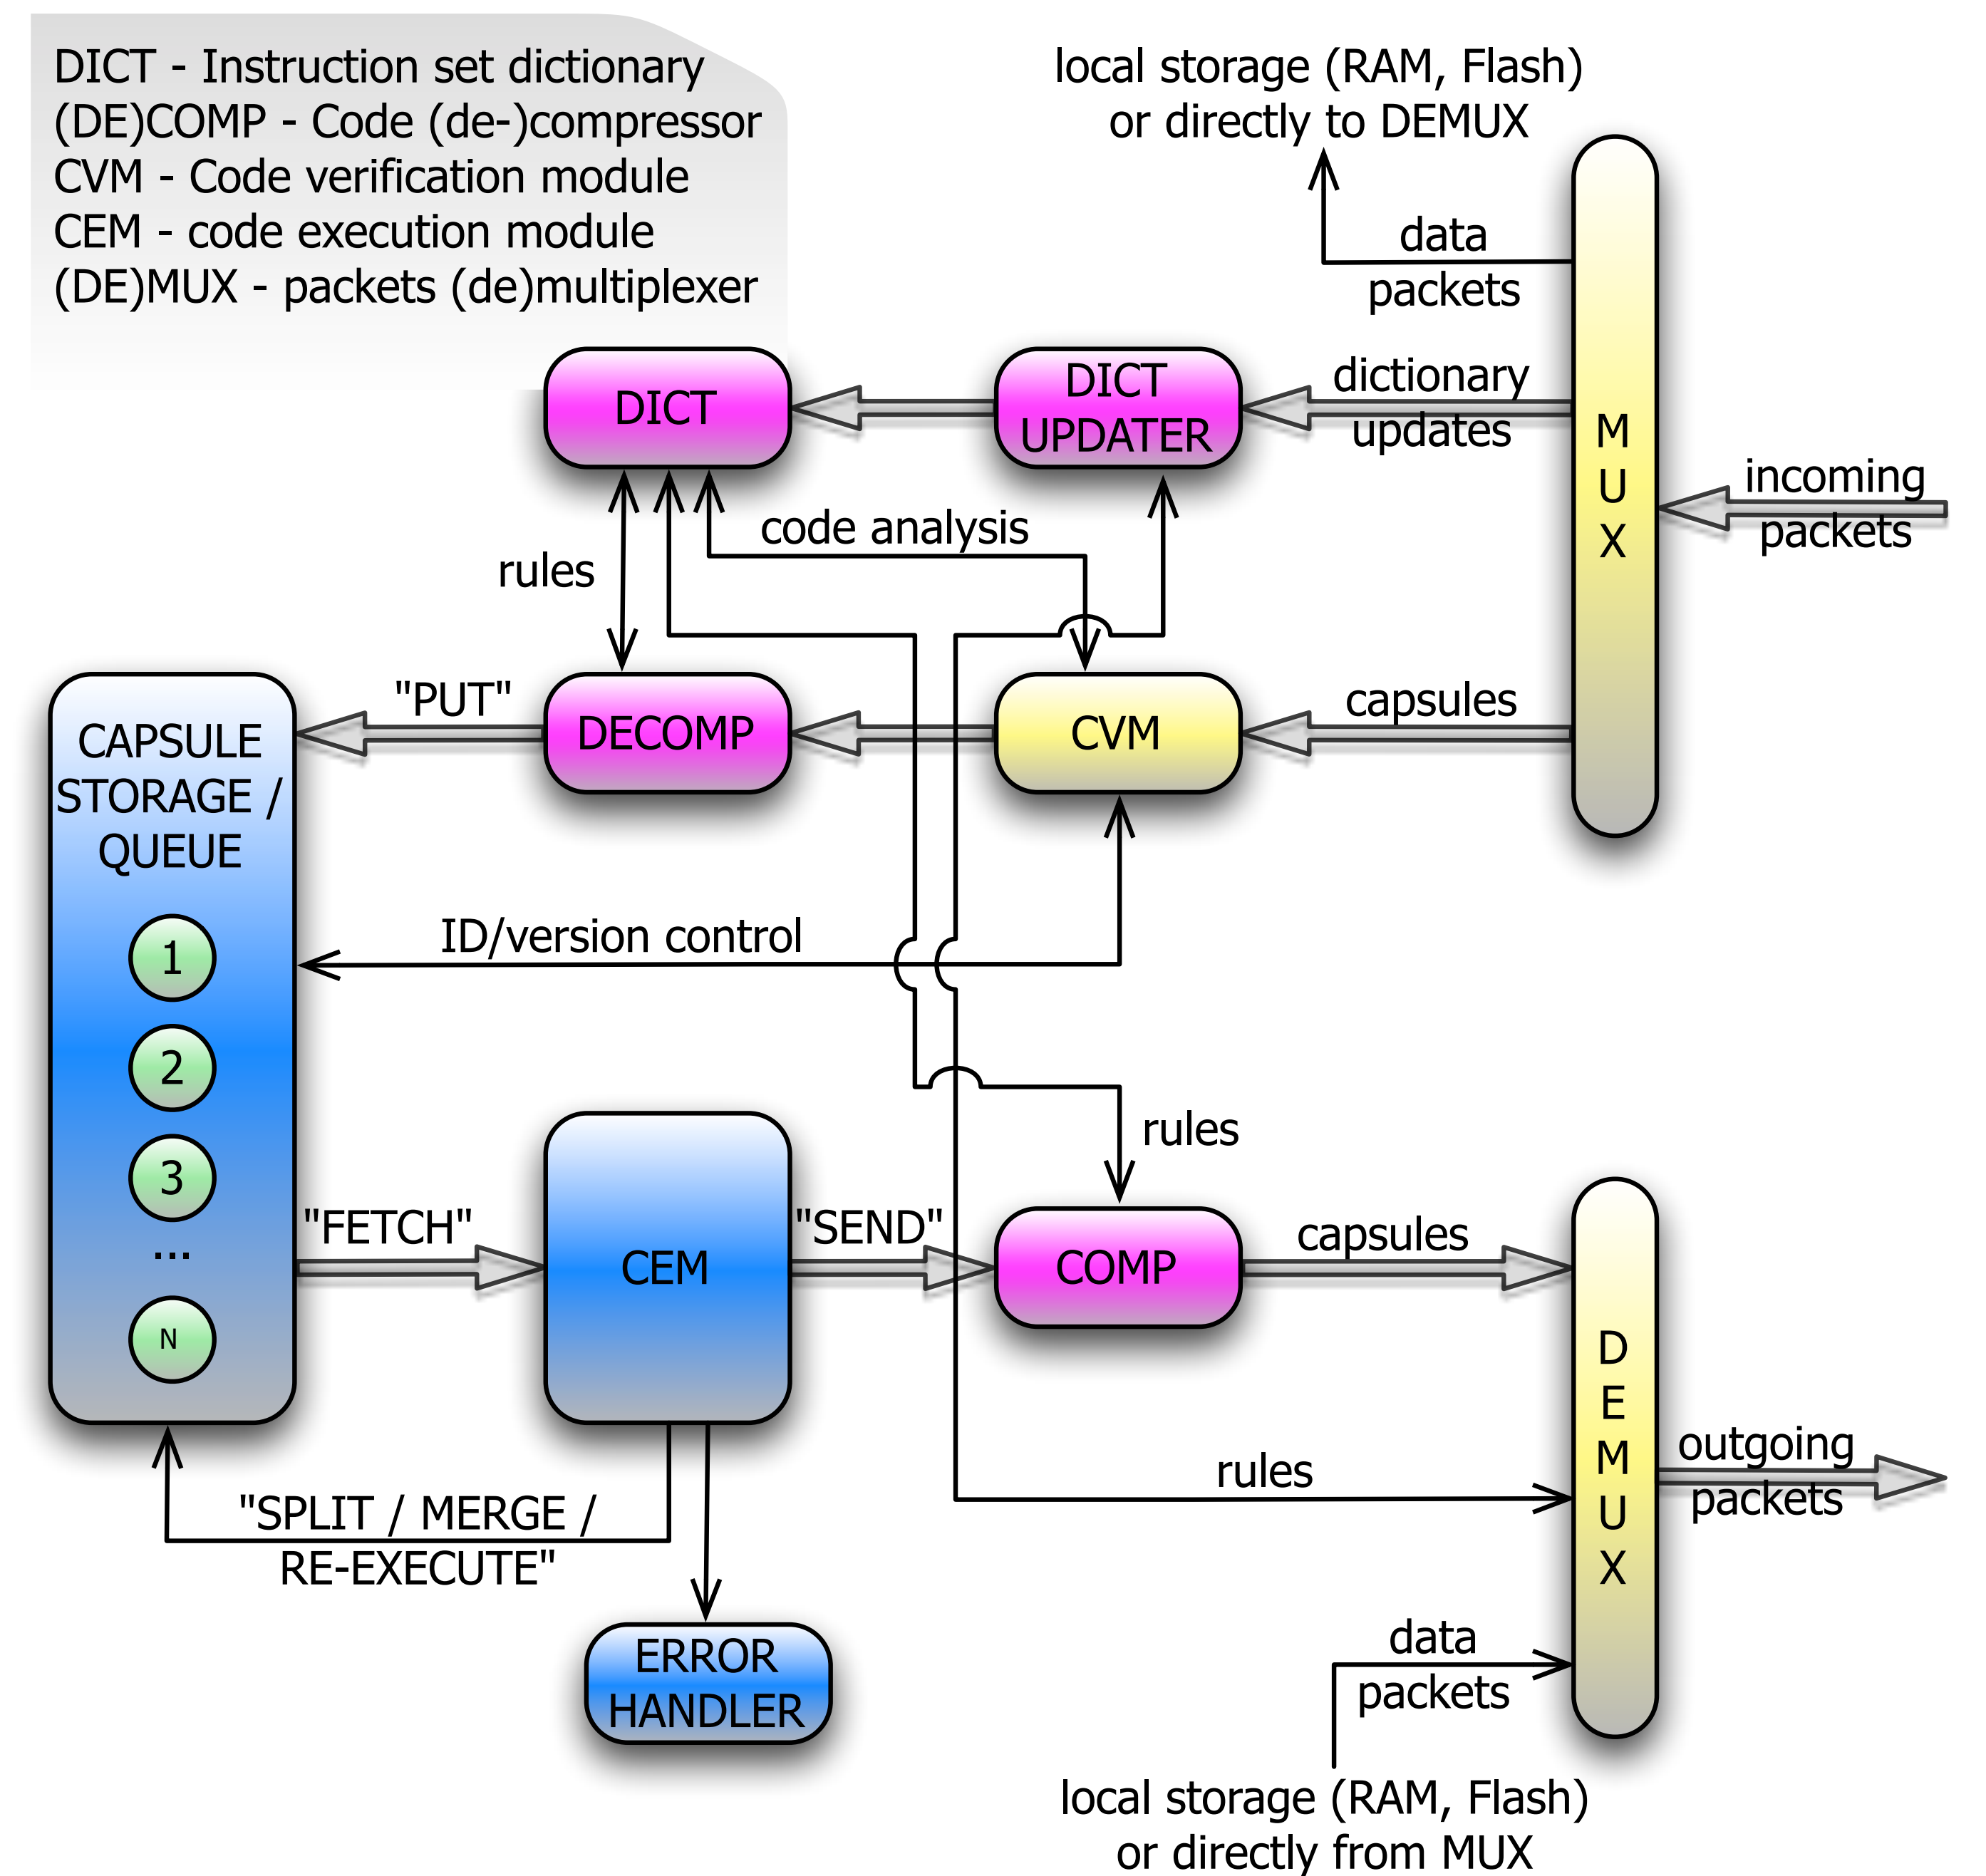 DICT - Instruction set dictionary
(DE)COMP - Code (de-)compressor
CVM - Code verification module
CEM - code execution module
(DE)MUX - packets (de)multiplexer
local storage (RAM, Flash)
or directly to DEMUX
data
packets
DICT
DICT
UPDATER
dictionary
updates
M
U
X
incoming
packets
code analysis
rules
CAPSULE
STORAGE /
QUEUE
"PUT"
DECOMP
CVM
capsules
1
2
3
...
N
ID/version control
rules
"FETCH"
CEM
"SEND"
COMP
capsules
D
E
M
U
X
outgoing
packets
rules
"SPLIT / MERGE /
RE-EXECUTE"
ERROR
HANDLER
data
packets
local storage (RAM, Flash)
or directly from MUX